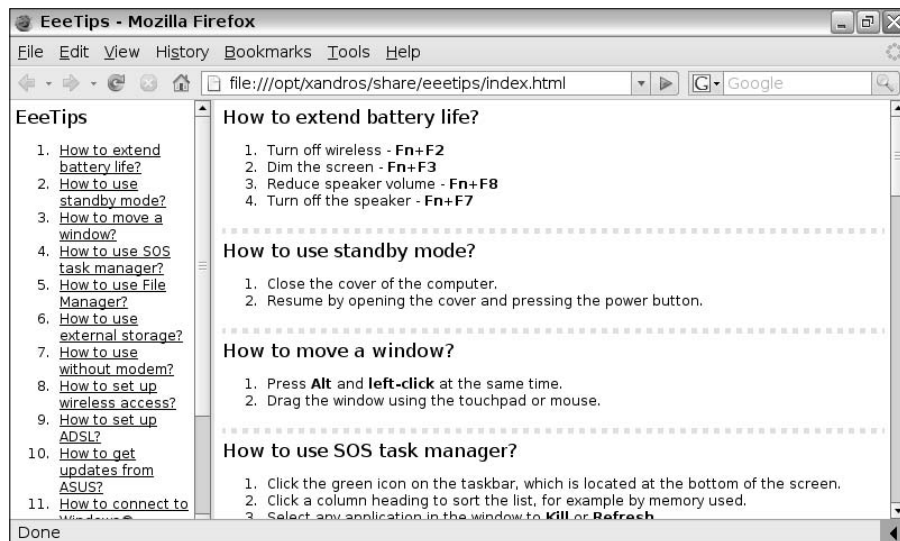 EeeTips - Mozilla Firefox
File Edit View History Bookmarks Tools Help
file:///opt/xandros/share/eeetips/index.html
G Google
EeeTips
1. How to extend
battery life?
2. How to use
standby mode?
3. How to move a
window?
4. How to use SOS
task manager?
5. How to use File
Manager?
6. How to use
external storage?
7. How to use
without modem?
8. How to set up
wireless access?
9. How to set up
ADSL?
10. How to get
updates from
ASUS?
11. How to connect to
Windows®
How to extend battery life?
1. Turn off wireless - Fn+F2
2. Dim the screen - Fn+F3
3. Reduce speaker volume - Fn+F8
4. Turn off the speaker - Fn+F7
How to use standby mode?
1. Close the cover of the computer.
2. Resume by opening the cover and pressing the power button.
How to move a window?
1. Press Alt and left-click at the same time.
2. Drag the window using the touchpad or mouse.
How to use SOS task manager?
1. Click the green icon on the taskbar, which is located at the bottom of the screen.
2. Click a column heading to sort the list, for example by memory used.
3. Select any application in the window to Kill or Refresh
Done